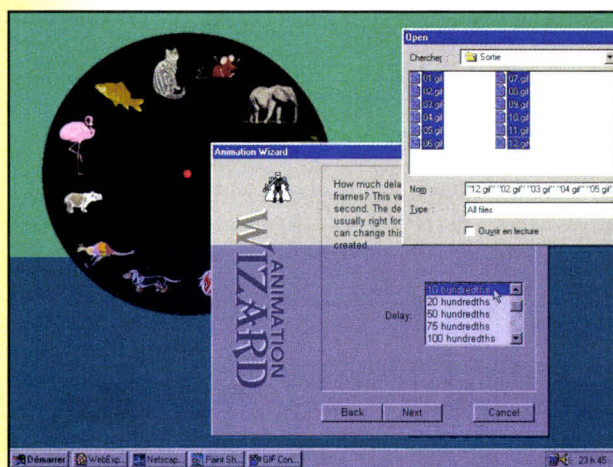 Open
Chercher :
Sortie
01.gif
02.gif
03.gif
04.gif
05.gif
06.gif
07.gif
08.gif
09.gif
10.gif
11.gif
12.gif
Nom :
"12.gif" "02.gif" "03.gif" "04.gif" "05.gif"
Type :
All files
Ouvrir en lecture
Animation Wizard
ANIMATION
WIZARD
How much dela
frames? This va
second. The de
usually right for
can change this
created.
Delay:
10 hundredths
20 hundredths
50 hundredths
75 hundredths
100 hundredths
Back
Next
Cancel
Démarrer
WebExp...
Netscap...
Paint Sh...
GIF Con...
23 h 45